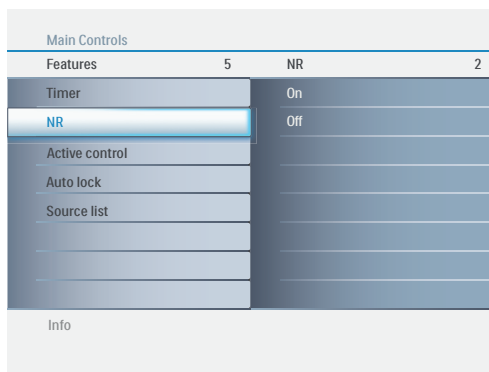 Main Controls
Features 5 NR 2
Timer On
NR Off
Active control
Auto lock
Source list
Info